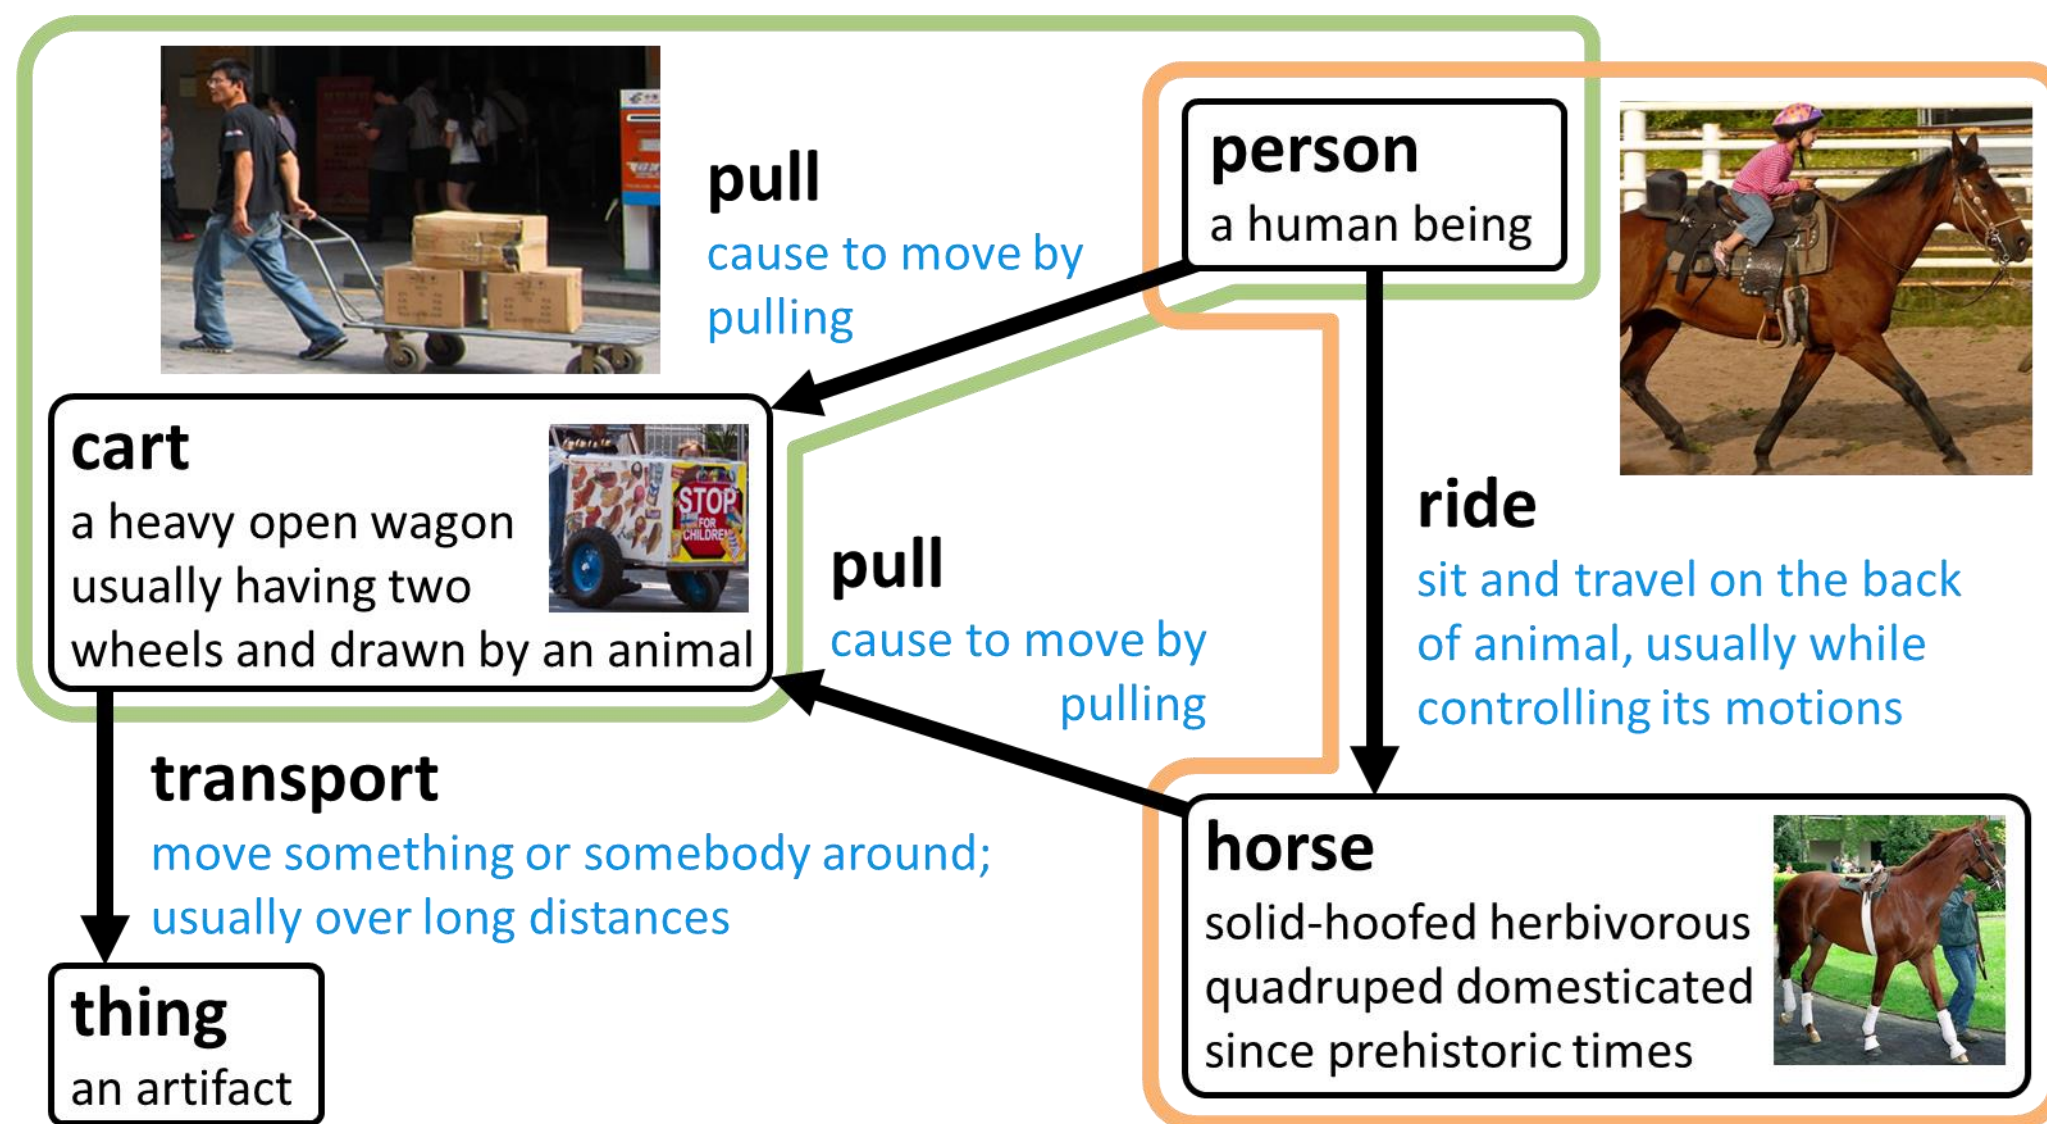 pull
cause to move by
pulling
person
a human being
cart
a heavy open wagon
usually having two
wheels and drawn by an animal
STOP
FOR
CHILDREN
pull
cause to move by
pulling
ride
sit and travel on the back
of animal, usually while
controlling its motions
transport
move something or somebody around;
usually over long distances
horse
solid-hoofed herbivorous
quadruped domesticated
since prehistoric times
thing
an artifact